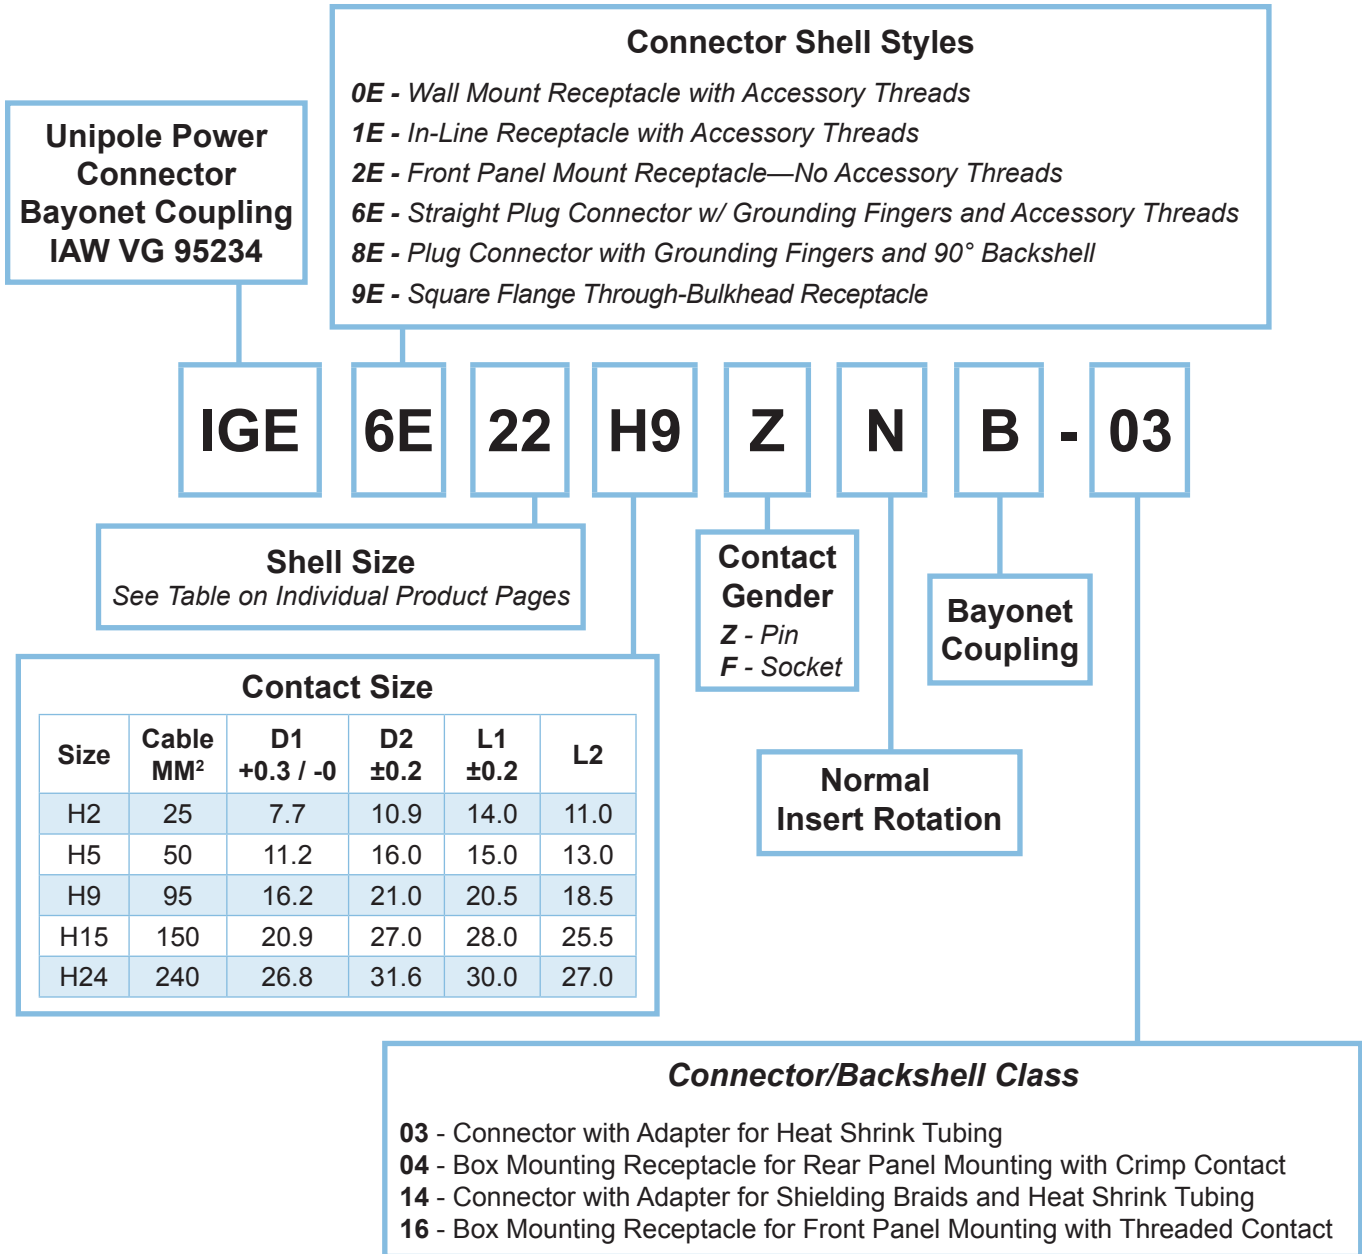 Connector Shell Styles
0E - Wall Mount Receptacle with Accessory Threads
1E - In-Line Receptacle with Accessory Threads
2E - Front Panel Mount Receptacle—No Accessory Threads
6E - Straight Plug Connector w/ Grounding Fingers and Accessory Threads
8E - Plug Connector with Grounding Fingers and 90° Backshell
9E - Square Flange Through-Bulkhead Receptacle
Unipole Power
Connector
Bayonet Coupling
IAW VG 95234
IGE 6E 22 H9 Z N B - 03
Shell Size
See Table on Individual Product Pages
Contact
Gender
Z - Pin
F - Socket
Bayonet
Coupling
Normal
Insert Rotation
Contact Size
Size Cable MM² D1 +0.3 / -0 D2 ±0.2 L1 ±0.2 L2
H2 25 7.7 10.9 14.0 11.0
H5 50 11.2 16.0 15.0 13.0
H9 95 16.2 21.0 20.5 18.5
H15 150 20.9 27.0 28.0 25.5
H24 240 26.8 31.6 30.0 27.0
Connector/Backshell Class
03 - Connector with Adapter for Heat Shrink Tubing
04 - Box Mounting Receptacle for Rear Panel Mounting with Crimp Contact
14 - Connector with Adapter for Shielding Braids and Heat Shrink Tubing
16 - Box Mounting Receptacle for Front Panel Mounting with Threaded Contact